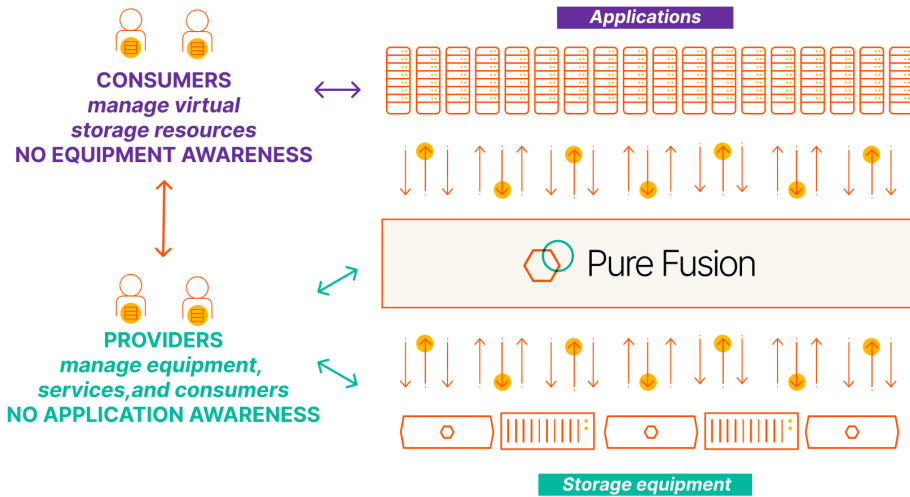 Applications
CONSUMERS
manage virtual
storage resources
NO EQUIPMENT AWARENESS
Pure Fusion
PROVIDERS
manage equipment,
services,and consumers
NO APPLICATION AWARENESS
Storage equipment